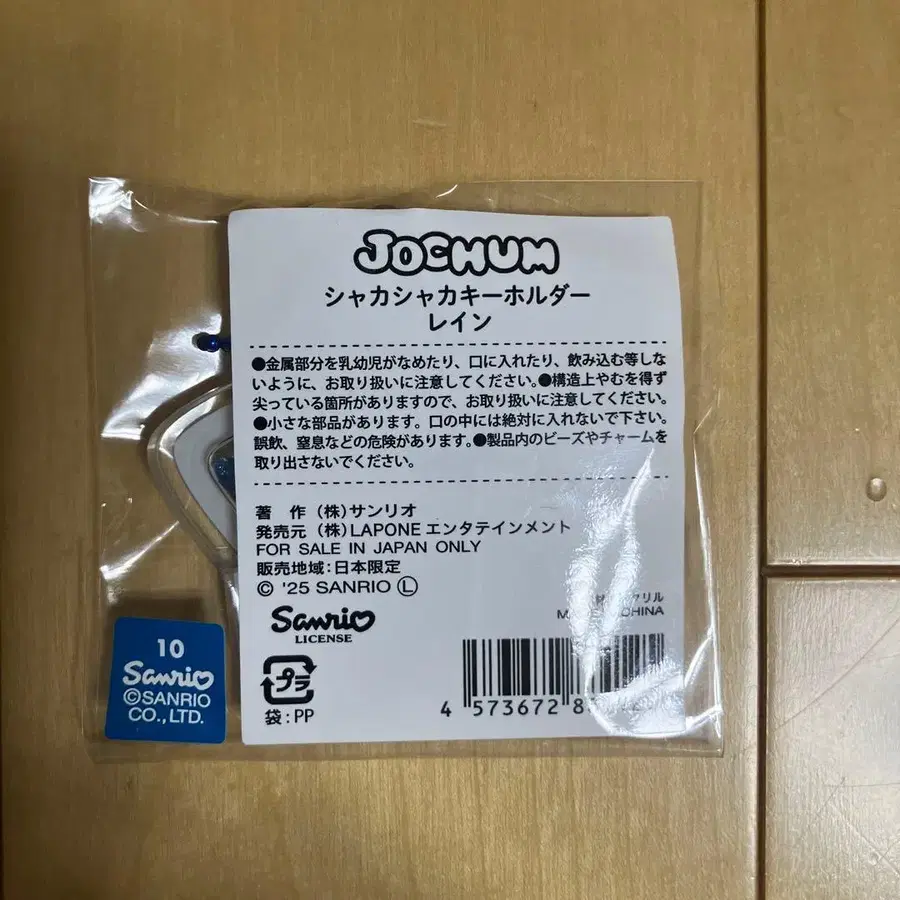 JOCHUM
シャカシャカキーホルダー
レイン
●金属部分を乳幼児がなめたり、口に入れたり、飲み込む等しな
いように、お取り扱いに注意してください。●構造上やむを得ず
尖っている箇所がありますので、お取り扱いに注意してください。
●小さな部品があります。口の中には絶対に入れないで下さい。
誤飲、窒息などの危険があります。●製品内のビーズやチャームを
取り出さないでください。
著 作 (株)サンリオ
発売元 (株)LAPONE エンタテインメント
FOR SALE IN JAPAN ONLY
販売地域:日本限定
© '25 SANRIO Ⓛ
クリル
CHINA
Sanrio
LICENSE
プラ
袋:PP
4 573672
10
Sanrio
©SANRIO
CO.,LTD.